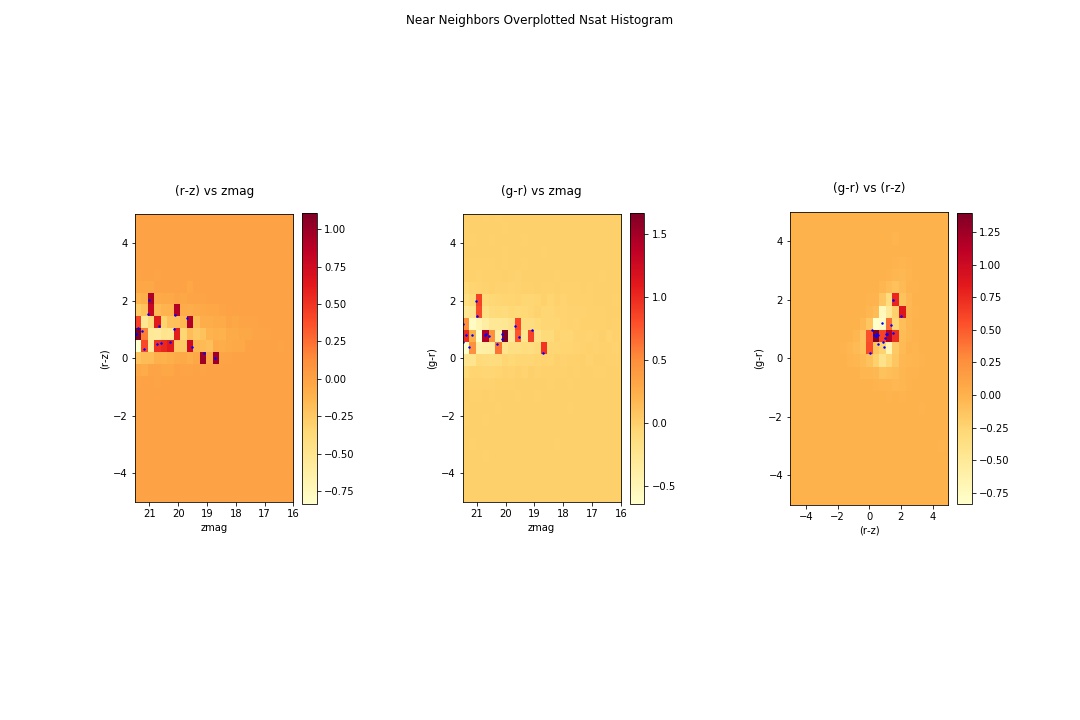 Near Neighbors Overplotted Nsat Histogram
(r-z) vs zmag
4
2
0
−2
−4
(r-z)
21 20 19 18 17 16
zmag
1.00
0.75
0.50
0.25
0.00
−0.25
−0.50
−0.75
(g-r) vs zmag
4
2
0
−2
−4
(g-r)
21 20 19 18 17 16
zmag
1.5
1.0
0.5
0.0
−0.5
(g-r) vs (r-z)
4
2
0
−2
−4
(g-r)
−4 −2 0 2 4
(r-z)
1.25
1.00
0.75
0.50
0.25
0.00
−0.25
−0.50
−0.75